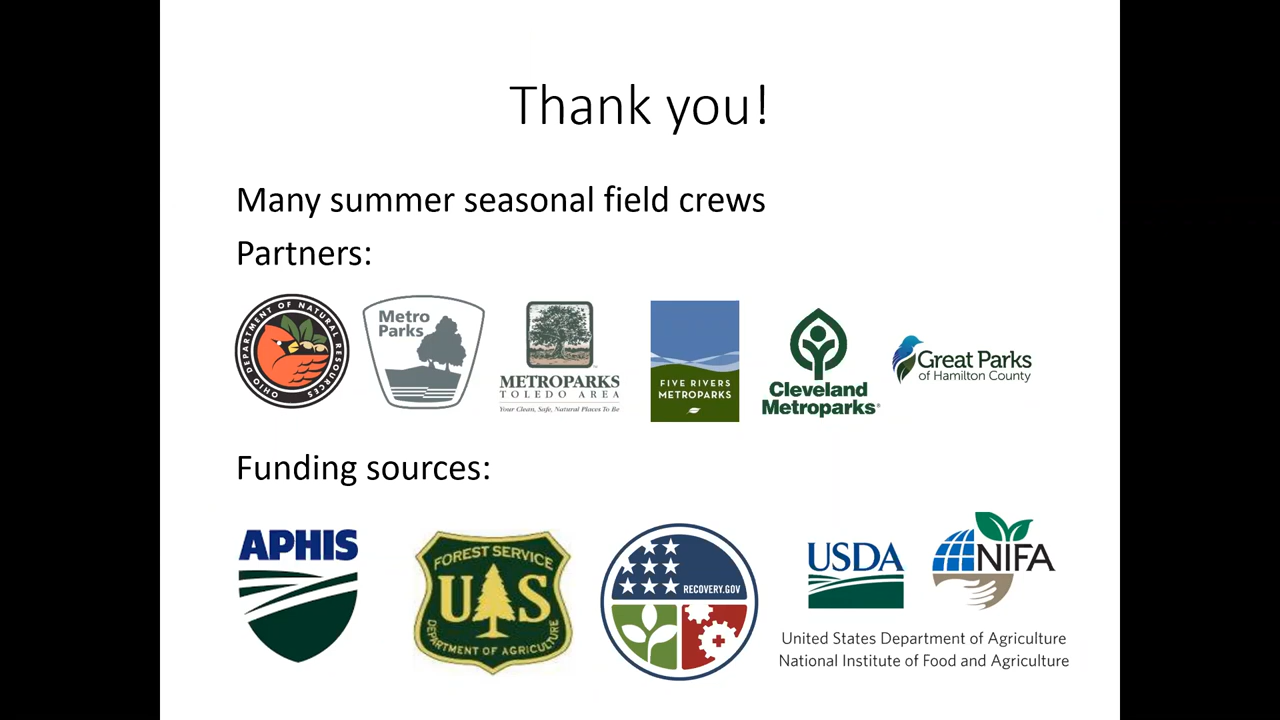 Thank you!
Many summer seasonal field crews
Partners:
OHIO DEPARTMENT OF NATURAL RESOURCES
Metro
Parks
METROPARKS
TOLEDO AREA
Your Clean, Safe, Natural Places To Be
FIVE RIVERS
METROPARKS
Cleveland
Metroparks®
Great Parks
of Hamilton County
Funding sources:
APHIS
FOREST SERVICE
U S
DEPARTMENT OF AGRICULTURE
RECOVERY.GOV
USDA
NIFA
United States Department of Agriculture
National Institute of Food and Agriculture